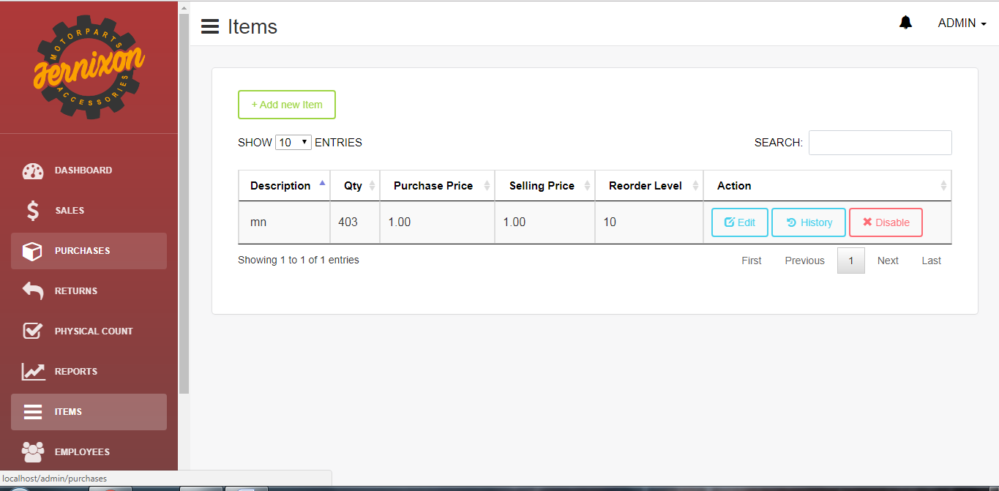 MOTORPARTS
Jernixon
ACCESSORIES
DASHBOARD
SALES
PURCHASES
RETURNS
PHYSICAL COUNT
REPORTS
ITEMS
EMPLOYEES
localhost/admin/purchases
Items
ADMIN
+ Add new Item
SHOW 10 ENTRIES
SEARCH:
Description Qty Purchase Price Selling Price Reorder Level Action
mn 403 1.00 1.00 10 Edit History Disable
Showing 1 to 1 of 1 entries
First Previous 1 Next Last